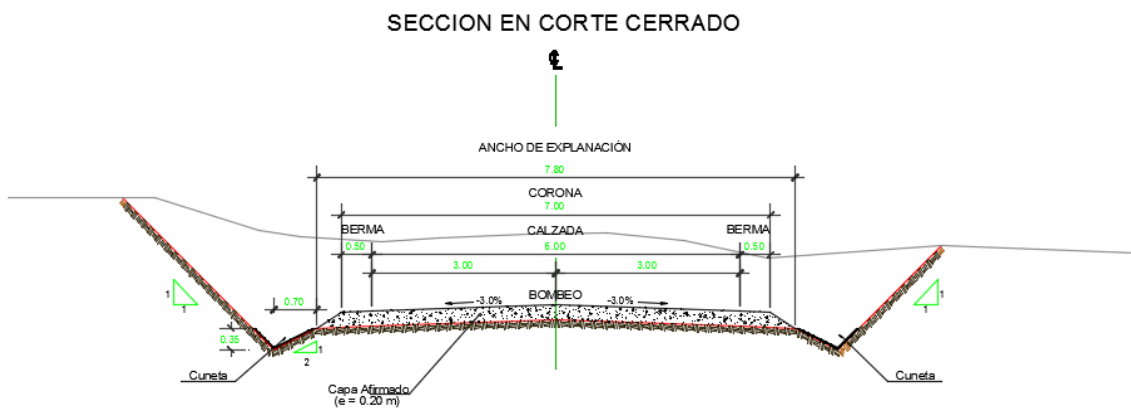 SECCION EN CORTE CERRADO
℄
ANCHO DE EXPLANACIÓN
7.80
CORONA
7.00
BERMA CALZADA BERMA
0.50 6.00 0.50
3.00 3.00
BOMBEO
-3.0% -3.0%
1
1
1
1
0.70
0.35
1
2
Cuneta Cuneta
Capa Afirmado
(e = 0.20 m)